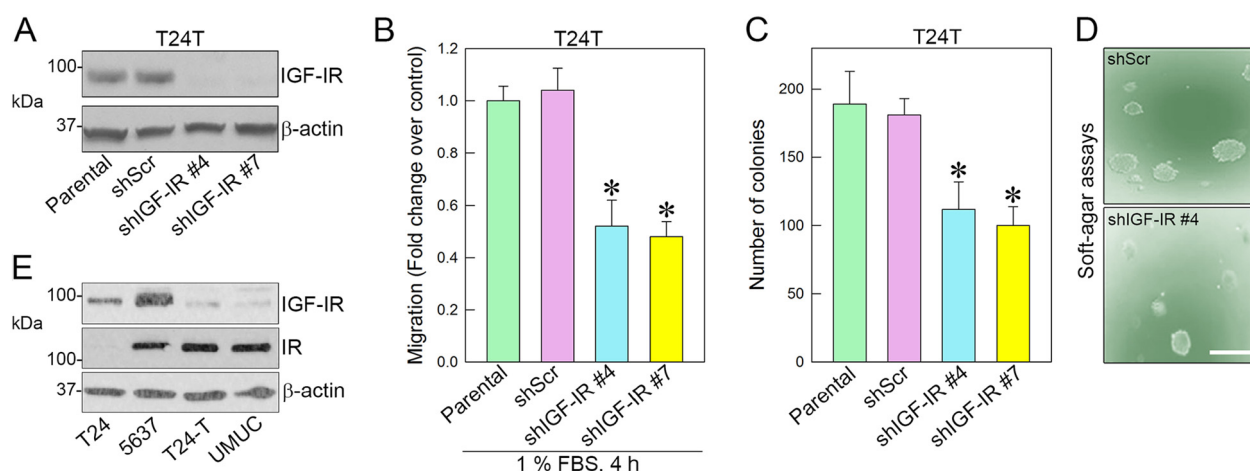 A
T24T
100-
IGF-IR
kDa
37-
β-actin
Parental
shScr
shIGF-IR #4
shIGF-IR #7
B
T24T
Migration (Fold change over control)
1.2
1.0
0.8
0.6
0.4
0.2
0.0
*
*
Parental
shScr
shIGF-IR #4
shIGF-IR #7
1 % FBS, 4 h
C
T24T
Number of colonies
200
150
100
50
0
*
*
Parental
shScr
shIGF-IR #4
shIGF-IR #7
D
Soft-agar assays
shScr
shIGF-IR #4
E
100-
IGF-IR
kDa
IR
100-
37-
β-actin
T24
5637
T24-T
UMUC